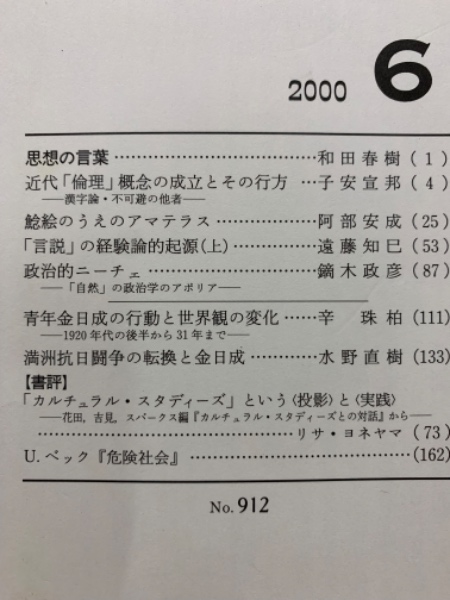 2000 6
思想の言葉…………………………………和田春樹( 1 )
近代「倫理」概念の成立とその行方 …子安宣邦( 4 )
──漢字論・不可避の他者──
鯰絵のうえのアマテラス………………阿部安成(25)
「言説」の経験論的起源(上)……………遠藤知巳(53)
政治的ニーチェ…………………………鏑木政彦(87)
──「自然」の政治学のアポリア──
青年金日成の行動と世界観の変化……辛 珠柏(111)
──1920年代の後半から31年まで──
満洲抗日闘争の転換と金日成…………水野直樹(133)
【書評】
「カルチュラル・スタディーズ」という〈投影〉と〈実践〉
──花田, 吉見, スパークス編『カルチュラル・スタディーズとの対話』から──
………………………………………リサ・ヨネヤマ( 73 )
U. ベック『危険社会』 …………………………………(162)
No. 912